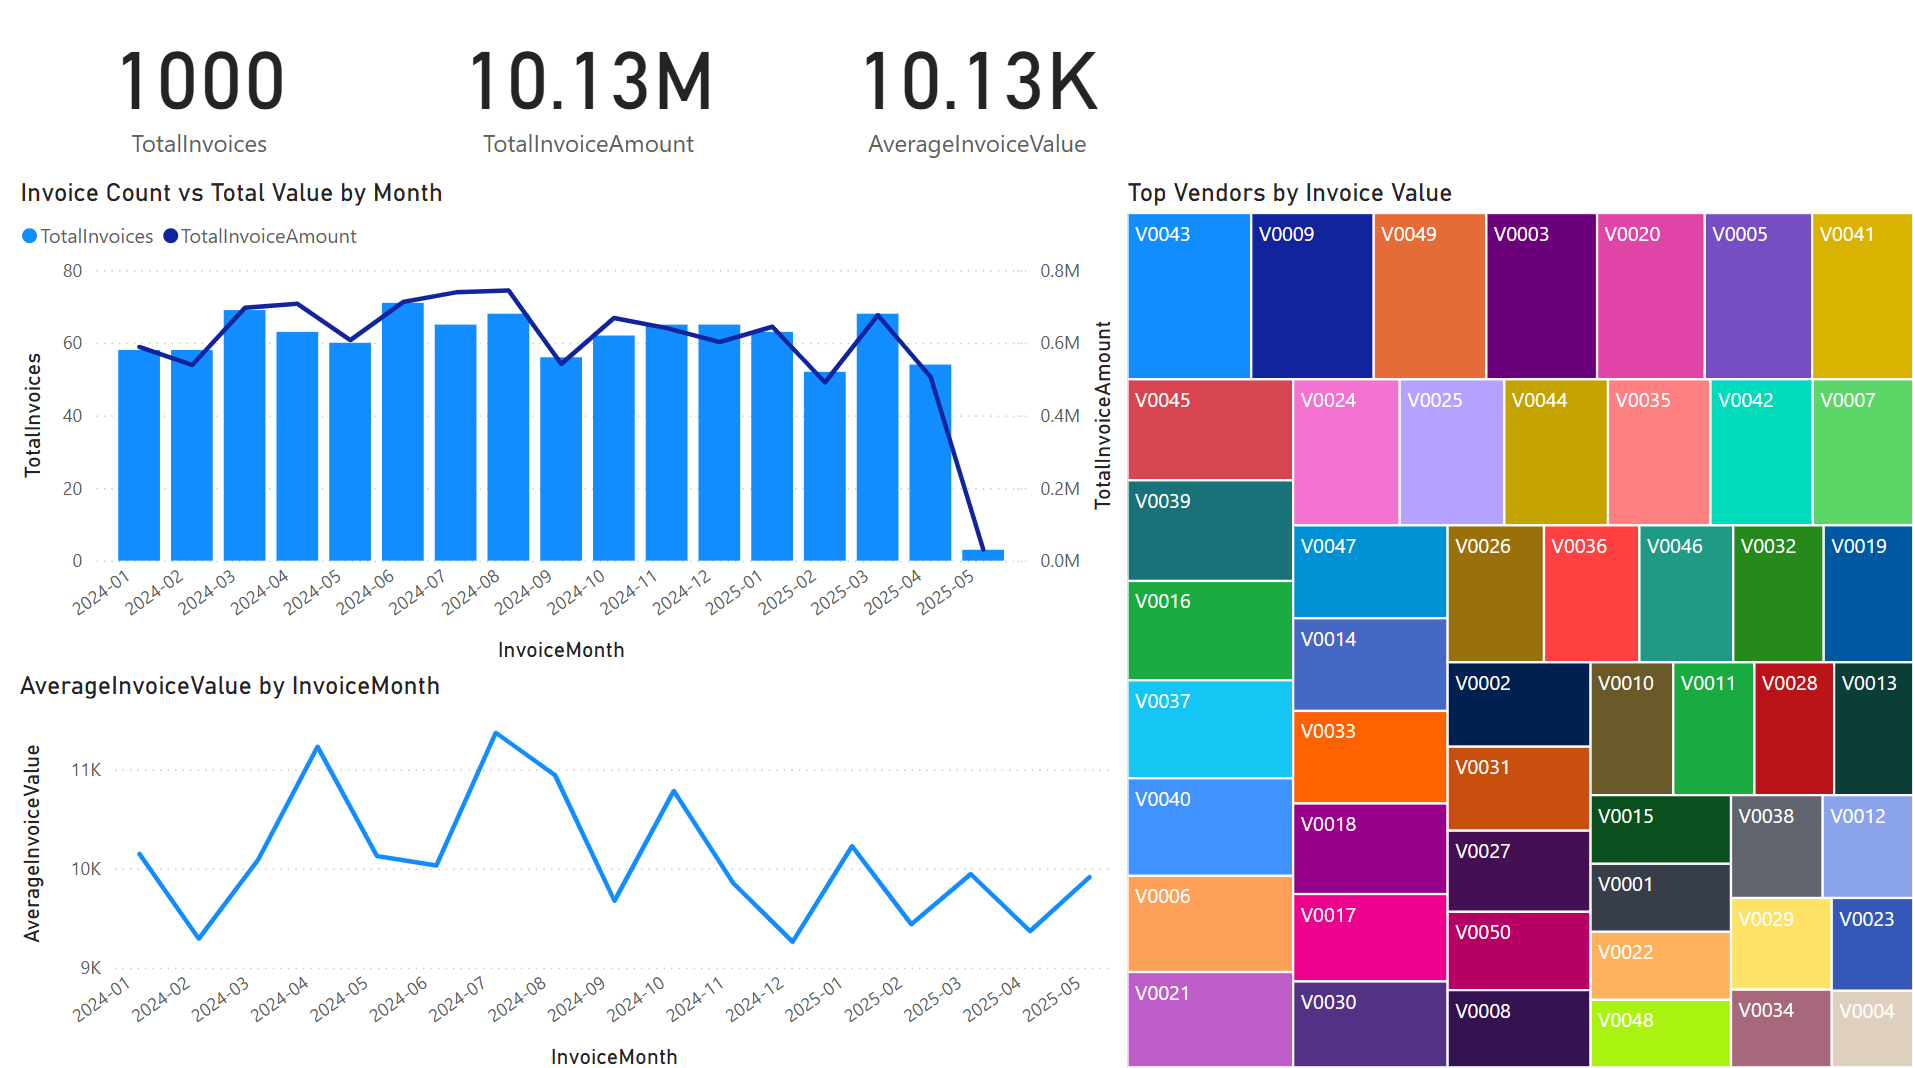 1000
TotalInvoices
10.13M
TotalInvoiceAmount
10.13K
AverageInvoiceValue
Invoice Count vs Total Value by Month
TotalInvoices TotalInvoiceAmount
TotalInvoices
80
60
40
20
0
0.8M
0.6M
0.4M
0.2M
0.0M
TotalInvoiceAmount
2024-01
2024-02
2024-03
2024-04
2024-05
2024-06
2024-07
2024-08
2024-09
2024-10
2024-11
2024-12
2025-01
2025-02
2025-03
2025-04
2025-05
InvoiceMonth
AverageInvoiceValue by InvoiceMonth
AverageInvoiceValue
11K
10K
9K
2024-01
2024-02
2024-03
2024-04
2024-05
2024-06
2024-07
2024-08
2024-09
2024-10
2024-11
2024-12
2025-01
2025-02
2025-03
2025-04
2025-05
InvoiceMonth
Top Vendors by Invoice Value
V0043
V0009
V0049
V0003
V0020
V0005
V0041
V0045
V0039
V0016
V0037
V0040
V0006
V0021
V0024
V0025
V0044
V0035
V0042
V0007
V0047
V0014
V0033
V0018
V0017
V0030
V0026
V0036
V0046
V0032
V0019
V0002
V0031
V0027
V0050
V0008
V0010
V0011
V0028
V0013
V0015
V0001
V0022
V0048
V0038
V0012
V0029
V0023
V0034
V0004